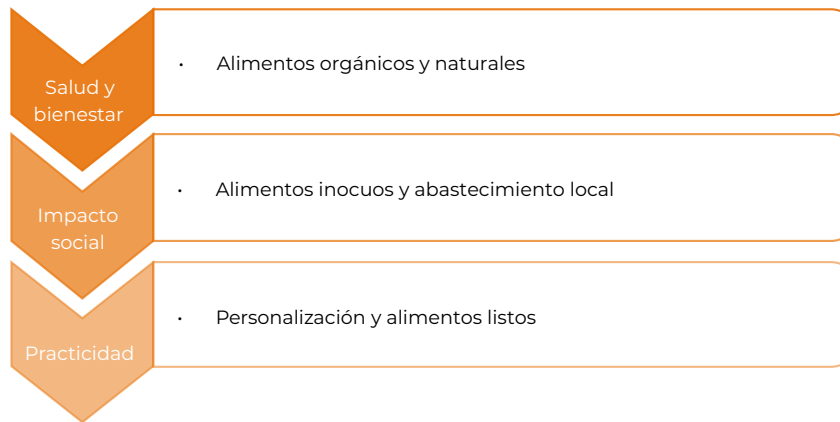 Salud y
bienestar
• Alimentos orgánicos y naturales
Impacto
social
• Alimentos inocuos y abastecimiento local
Practicidad
• Personalización y alimentos listos